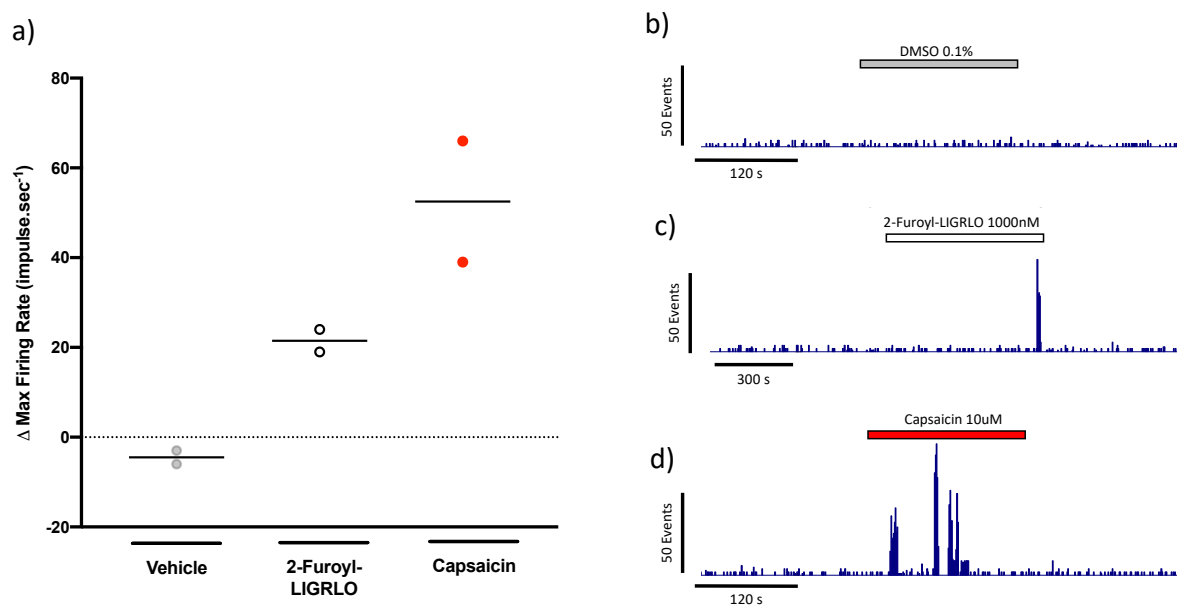 a)
80
60
40
20
0
-20
Δ Max Firing Rate (impulse.sec-1)
Vehicle
2-Furoyl-
LIGRLO
Capsaicin
b)
DMSO 0.1%
50 Events
120 s
c)
2-Furoyl-LIGRLO 1000nM
50 Events
300 s
d)
Capsaicin 10uM
50 Events
120 s